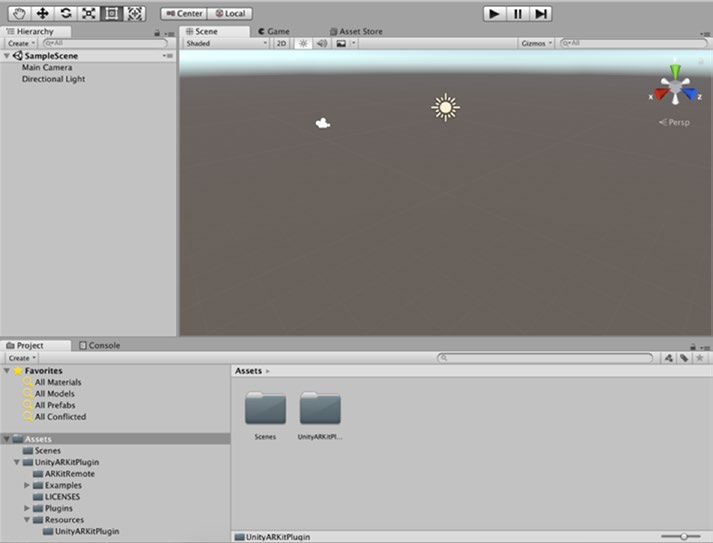 Center Local
Hierarchy
Create All
SampleScene
Main Camera
Directional Light
Scene Game Asset Store
Shaded 2D Gizmos All
y
x z
Persp
Project Console
Create
Favorites
All Materials
All Models
All Prefabs
All Conflicted
Assets
Scenes
UnityARKitPlugin
ARKitRemote
Examples
LICENSES
Plugins
Resources
UnityARKitPlugin
Assets
Scenes UnityARKitPl...
UnityARKitPlugin